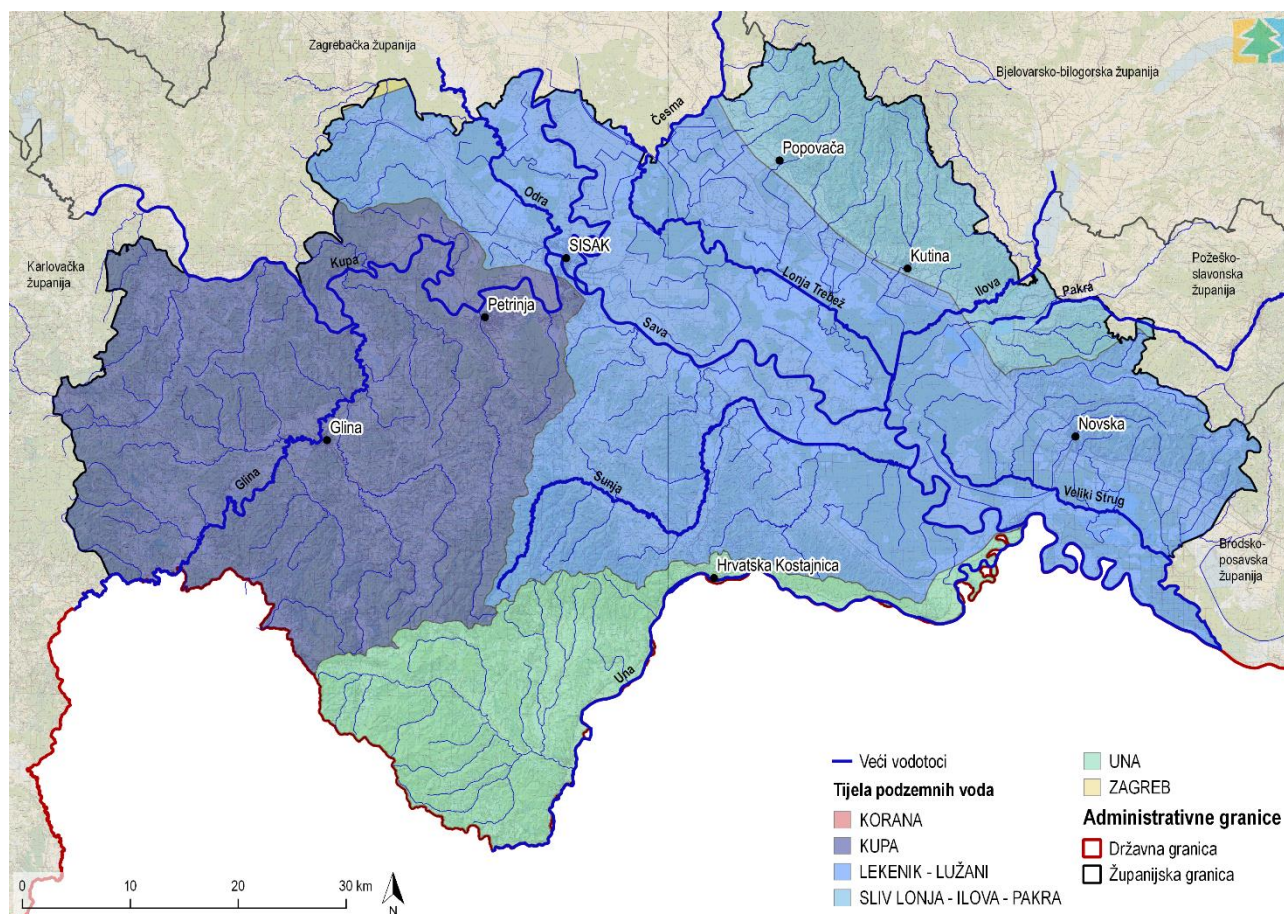 Zagrebačka županija
Bjelovarsko-bilogorska županija
Česma
Popovača
Odra
SISAK
Kupa
Karlovačka
županija
Kutina
Požeško-
slavonska
županija
Lonja Trebež
Ilova
Pakra
Petrinja
Sava
Glina
Novska
Glina
Sunja
Veliki Strug
Hrvatska Kostajnica
Brodsko-
posavska
županija
Una
Veći vodotoci
Tijela podzemnih voda
KORANA
KUPA
LEKENIK - LUŽANI
SLIV LONJA - ILOVA - PAKRA
UNA
ZAGREB
Administrativne granice
Državna granica
Županijska granica
0 10 20 30 km
N